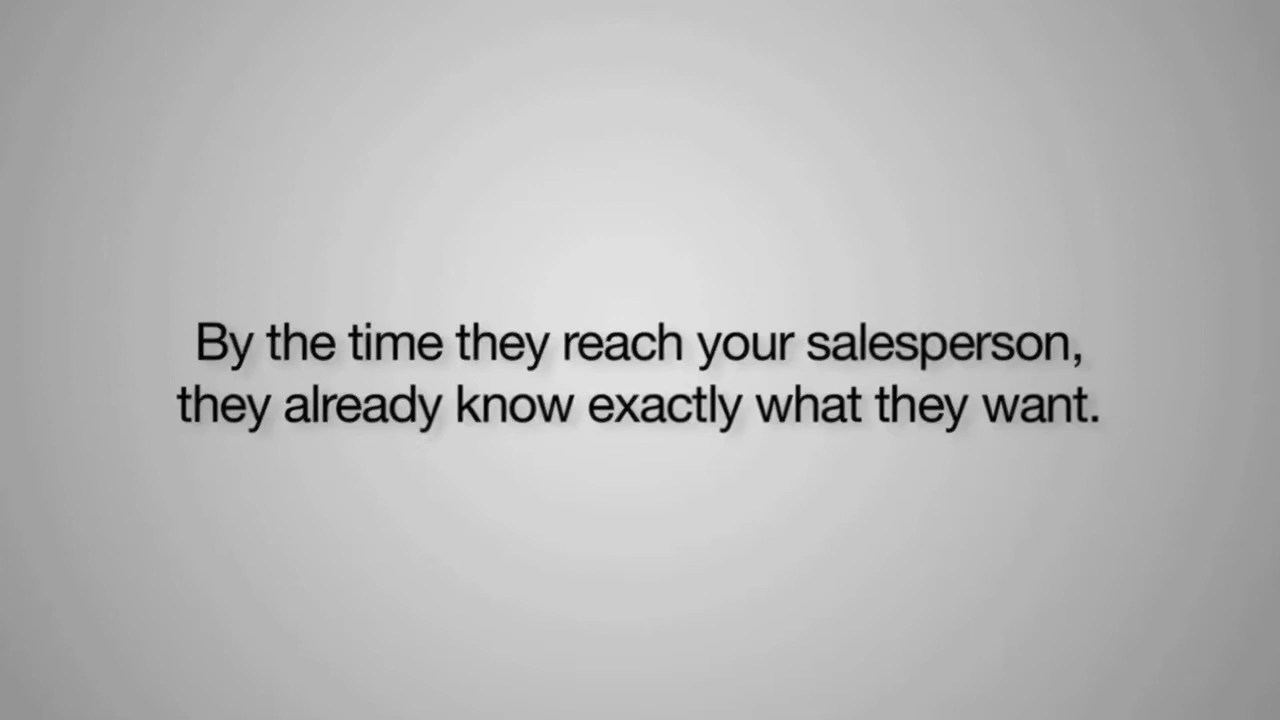 By the time they reach your salesperson,
they already know exactly what they want.